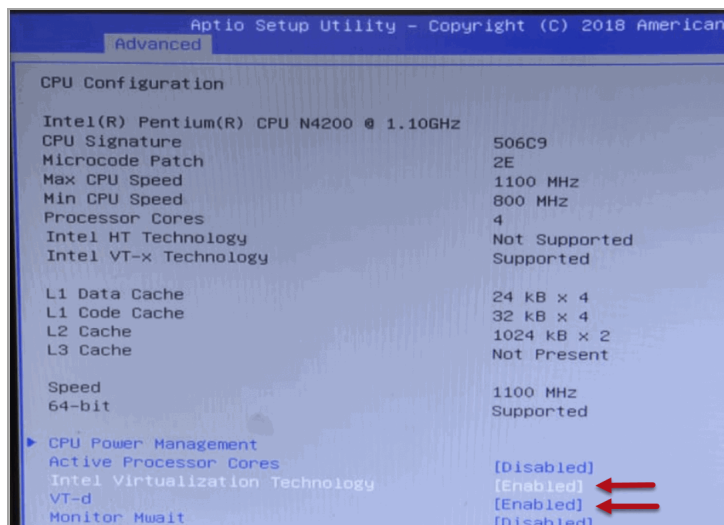 Aptio Setup Utility – Copyright (C) 2018 American
Advanced
CPU Configuration
Intel(R) Pentium(R) CPU N4200 @ 1.10GHz
CPU Signature 506C9
Microcode Patch 2E
Max CPU Speed 1100 MHz
Min CPU Speed 800 MHz
Processor Cores 4
Intel HT Technology Not Supported
Intel VT-x Technology Supported
L1 Data Cache 24 kB x 4
L1 Code Cache 32 kB x 4
L2 Cache 1024 kB x 2
L3 Cache Not Present
Speed 1100 MHz
64-bit Supported
CPU Power Management
Active Processor Cores [Disabled]
Intel Virtualization Technology [Enabled]
VT-d [Enabled]
Monitor Mwait [Disabled]